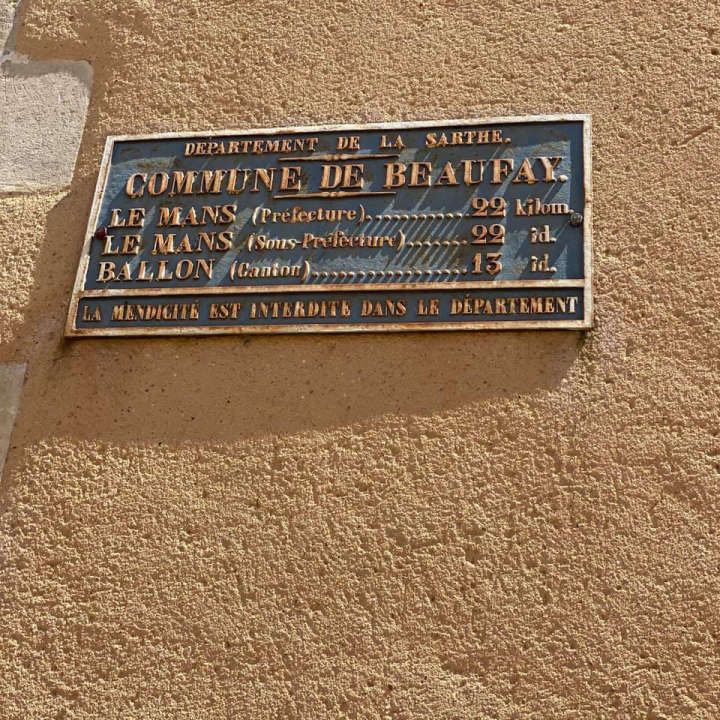 DÉPARTEMENT DE LA SARTHE.
COMMUNE DE BEAUFAY.
LE MANS (Préfecture)............22 kilom.
LE MANS (Sous-Préfecture)........22 id.
BALLON (Canton)..................13 id.
LA MENDICITÉ EST INTERDITE DANS LE DÉPARTEMENT